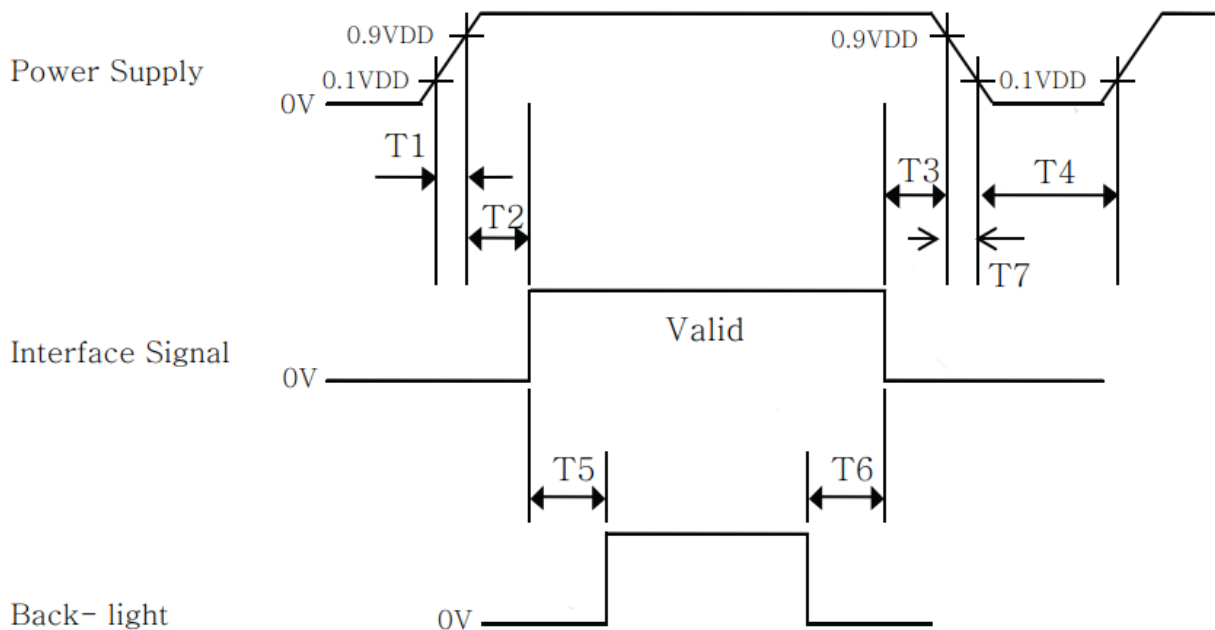 0.9VDD
0.9VDD
Power Supply
0.1VDD
0.1VDD
0V
T1
T3
T4
T2
T7
Valid
Interface Signal
0V
T5
T6
Back- light
0V